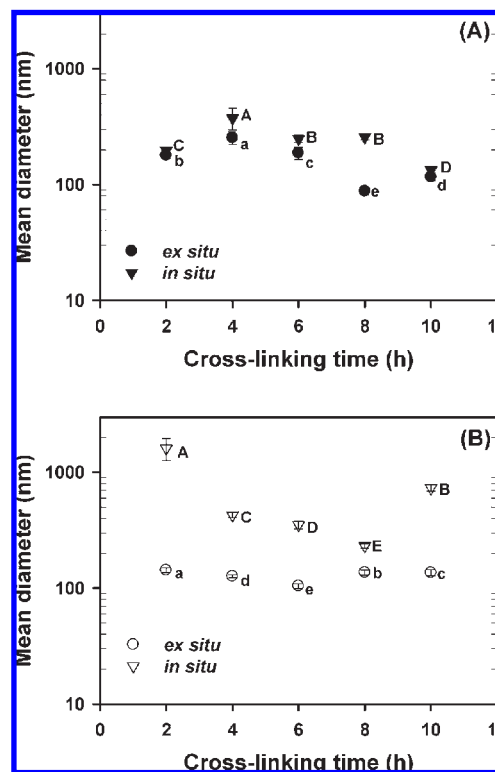 (A)
Mean diameter (nm)
1000
100
10
A
a
C
b
B
c
B
e
D
d
ex situ
in situ
0 2 4 6 8 10 1
Cross-linking time (h)
(B)
Mean diameter (nm)
1000
100
10
A
a
C
d
D
e
E
b
B
c
ex situ
in situ
0 2 4 6 8 10 1
Cross-linking time (h)